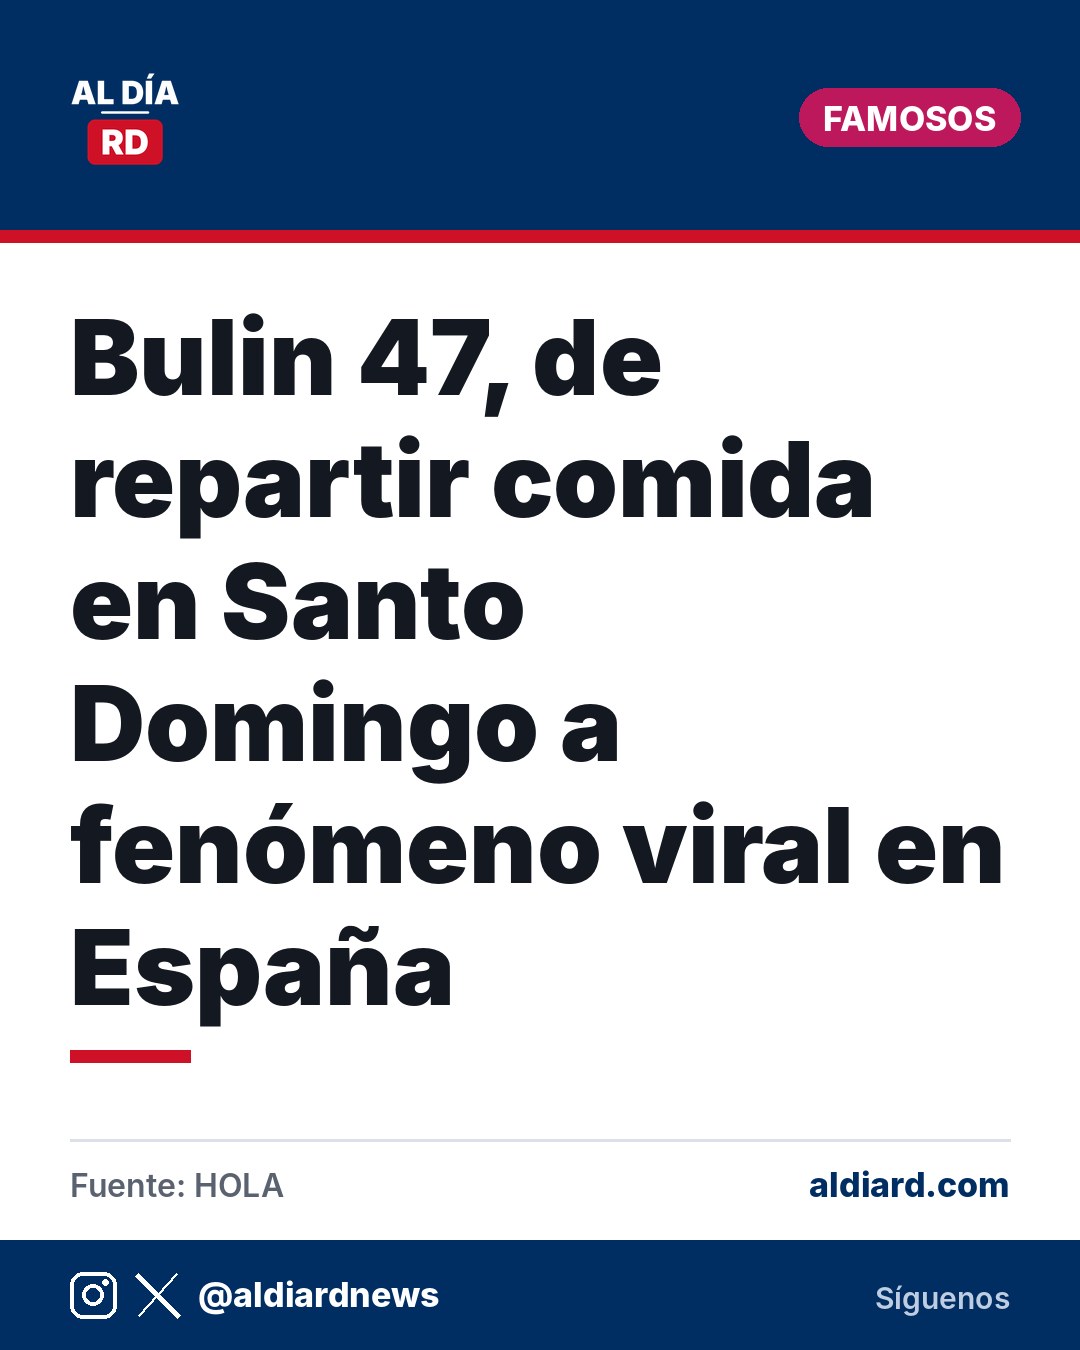 AL DÍA
RD
FAMOSOS
Bulin 47, de
repartir comida
en Santo
Domingo a
fenómeno viral en
España
Fuente: HOLA
aldiard.com
@aldiardnews
Síguenos